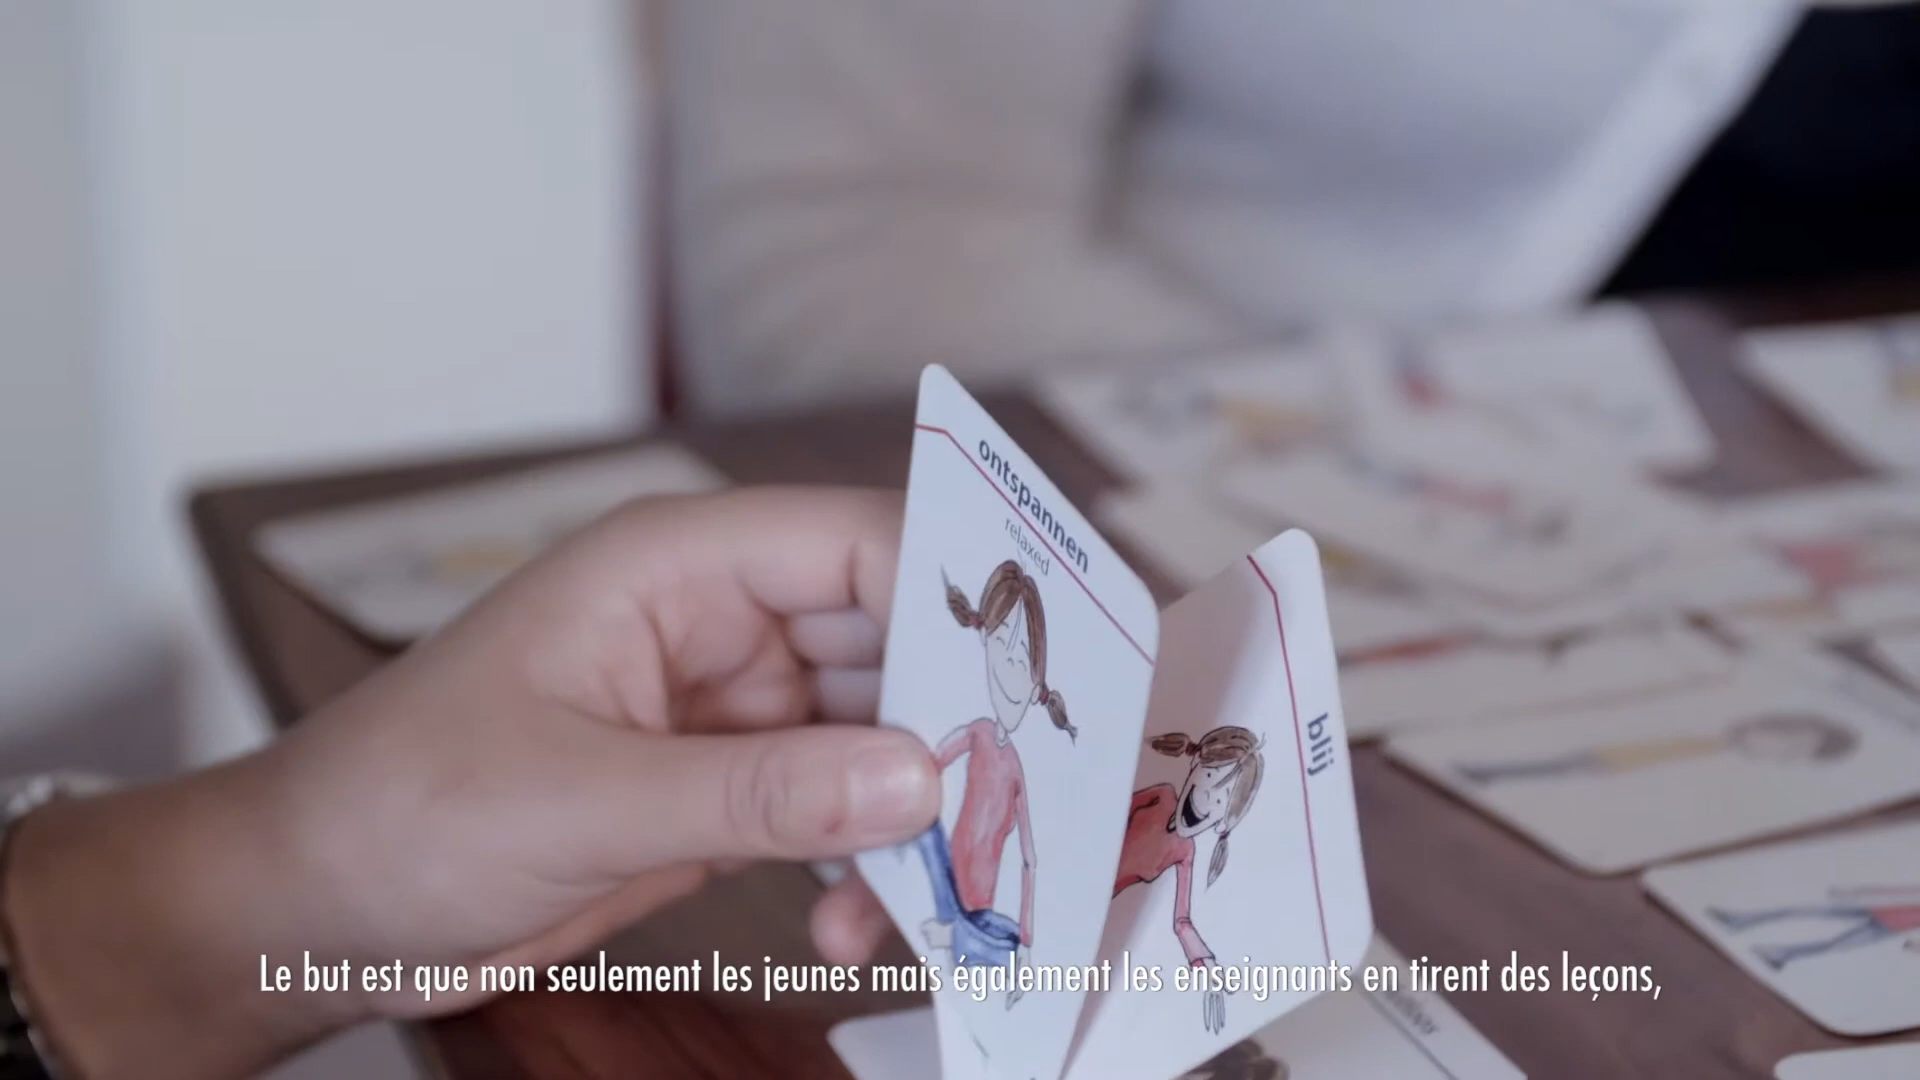 ontspannen
relaxed
blij
Le but est que non seulement les jeunes mais également les enseignants en tirent des leçons,